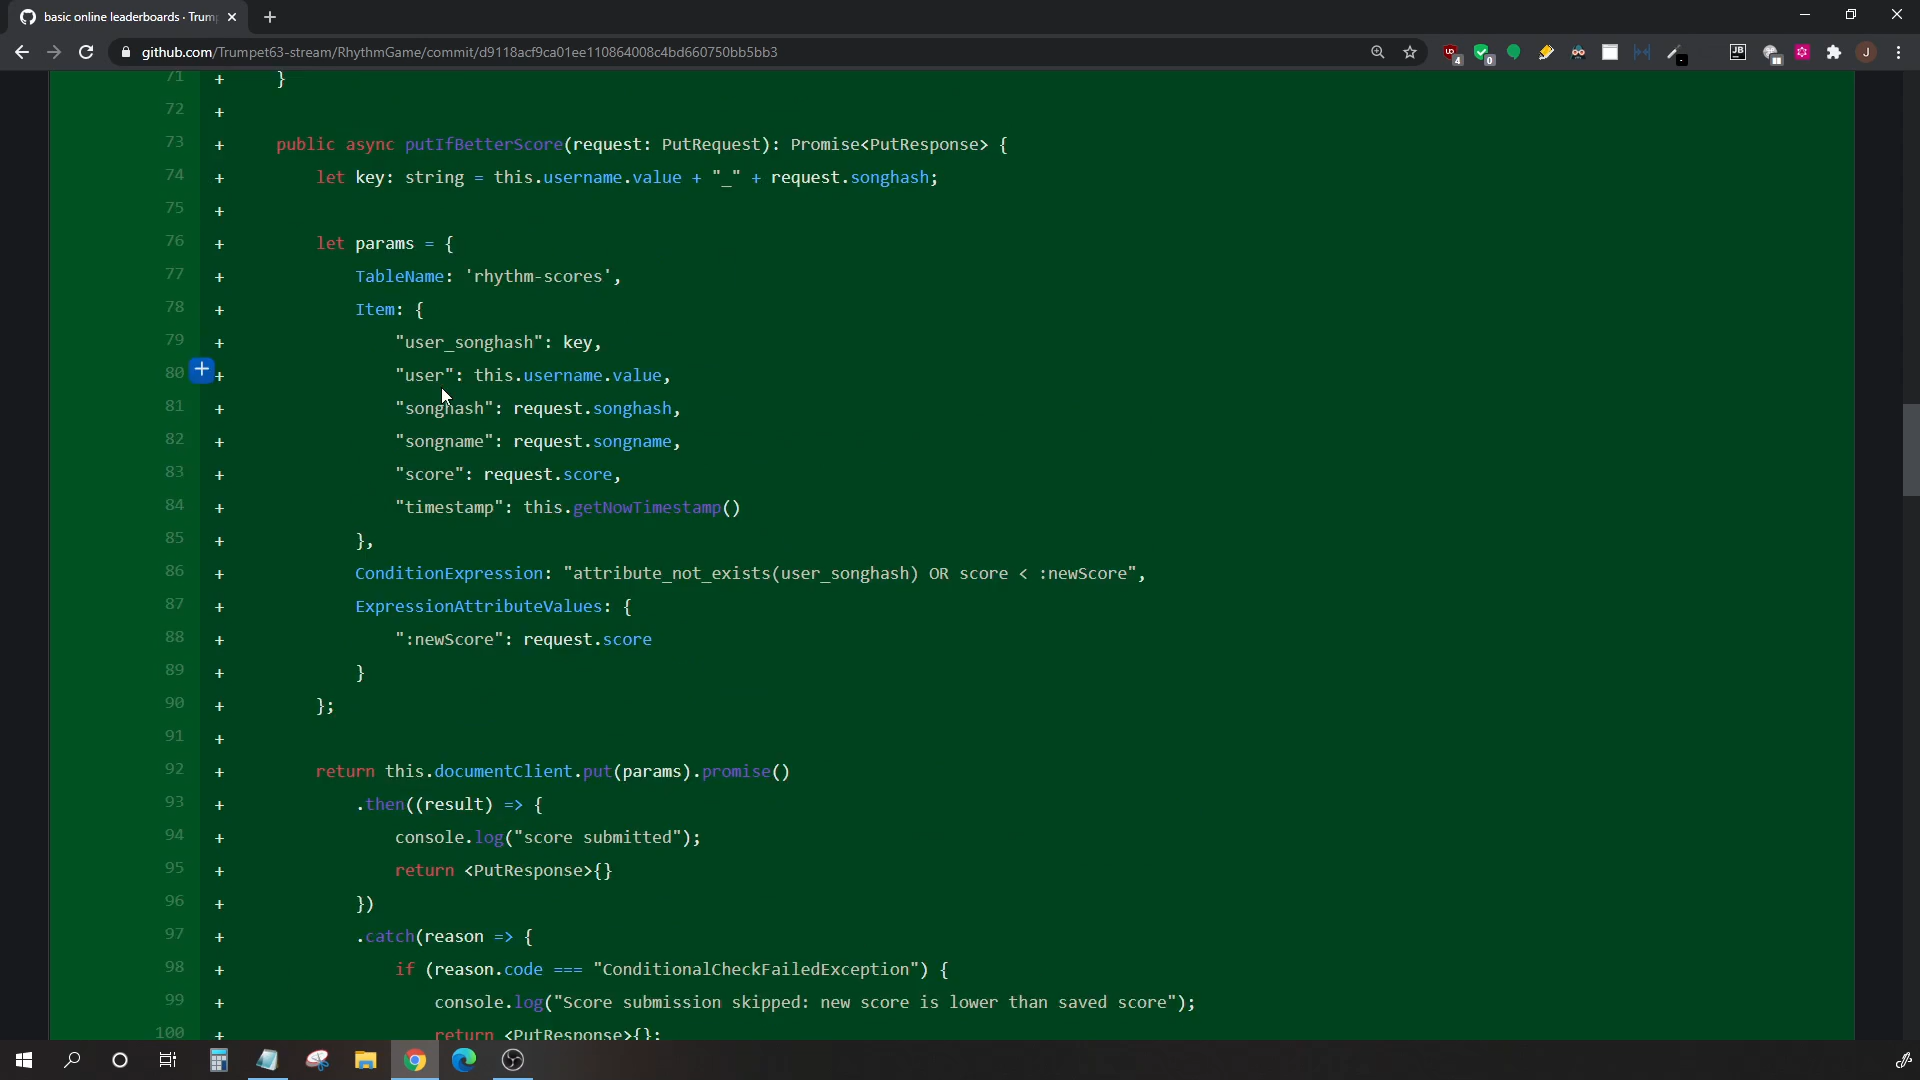 basic online leaderboards · Trum
github.com/Trumpet63-stream/RhythmGame/commit/d9118acf9ca01ee110864008c4bd660750bb5bb3
4
0
JB
J
71 + }
72 +
73 + public async putIfBetterScore(request: PutRequest): Promise<PutResponse> {
74 + let key: string = this.username.value + "_" + request.songhash;
75 +
76 + let params = {
77 + TableName: 'rhythm-scores',
78 + Item: {
79 + "user_songhash": key,
80 + "user": this.username.value,
81 + "songhash": request.songhash,
82 + "songname": request.songname,
83 + "score": request.score,
84 + "timestamp": this.getNowTimestamp()
85 + },
86 + ConditionExpression: "attribute_not_exists(user_songhash) OR score < :newScore",
87 + ExpressionAttributeValues: {
88 + ":newScore": request.score
89 + }
90 + };
91 +
92 + return this.documentClient.put(params).promise()
93 + .then((result) => {
94 + console.log("score submitted");
95 + return <PutResponse>{}
96 + })
97 + .catch(reason => {
98 + if (reason.code === "ConditionalCheckFailedException") {
99 + console.log("Score submission skipped: new score is lower than saved score");
100 + return <PutResponse>{};